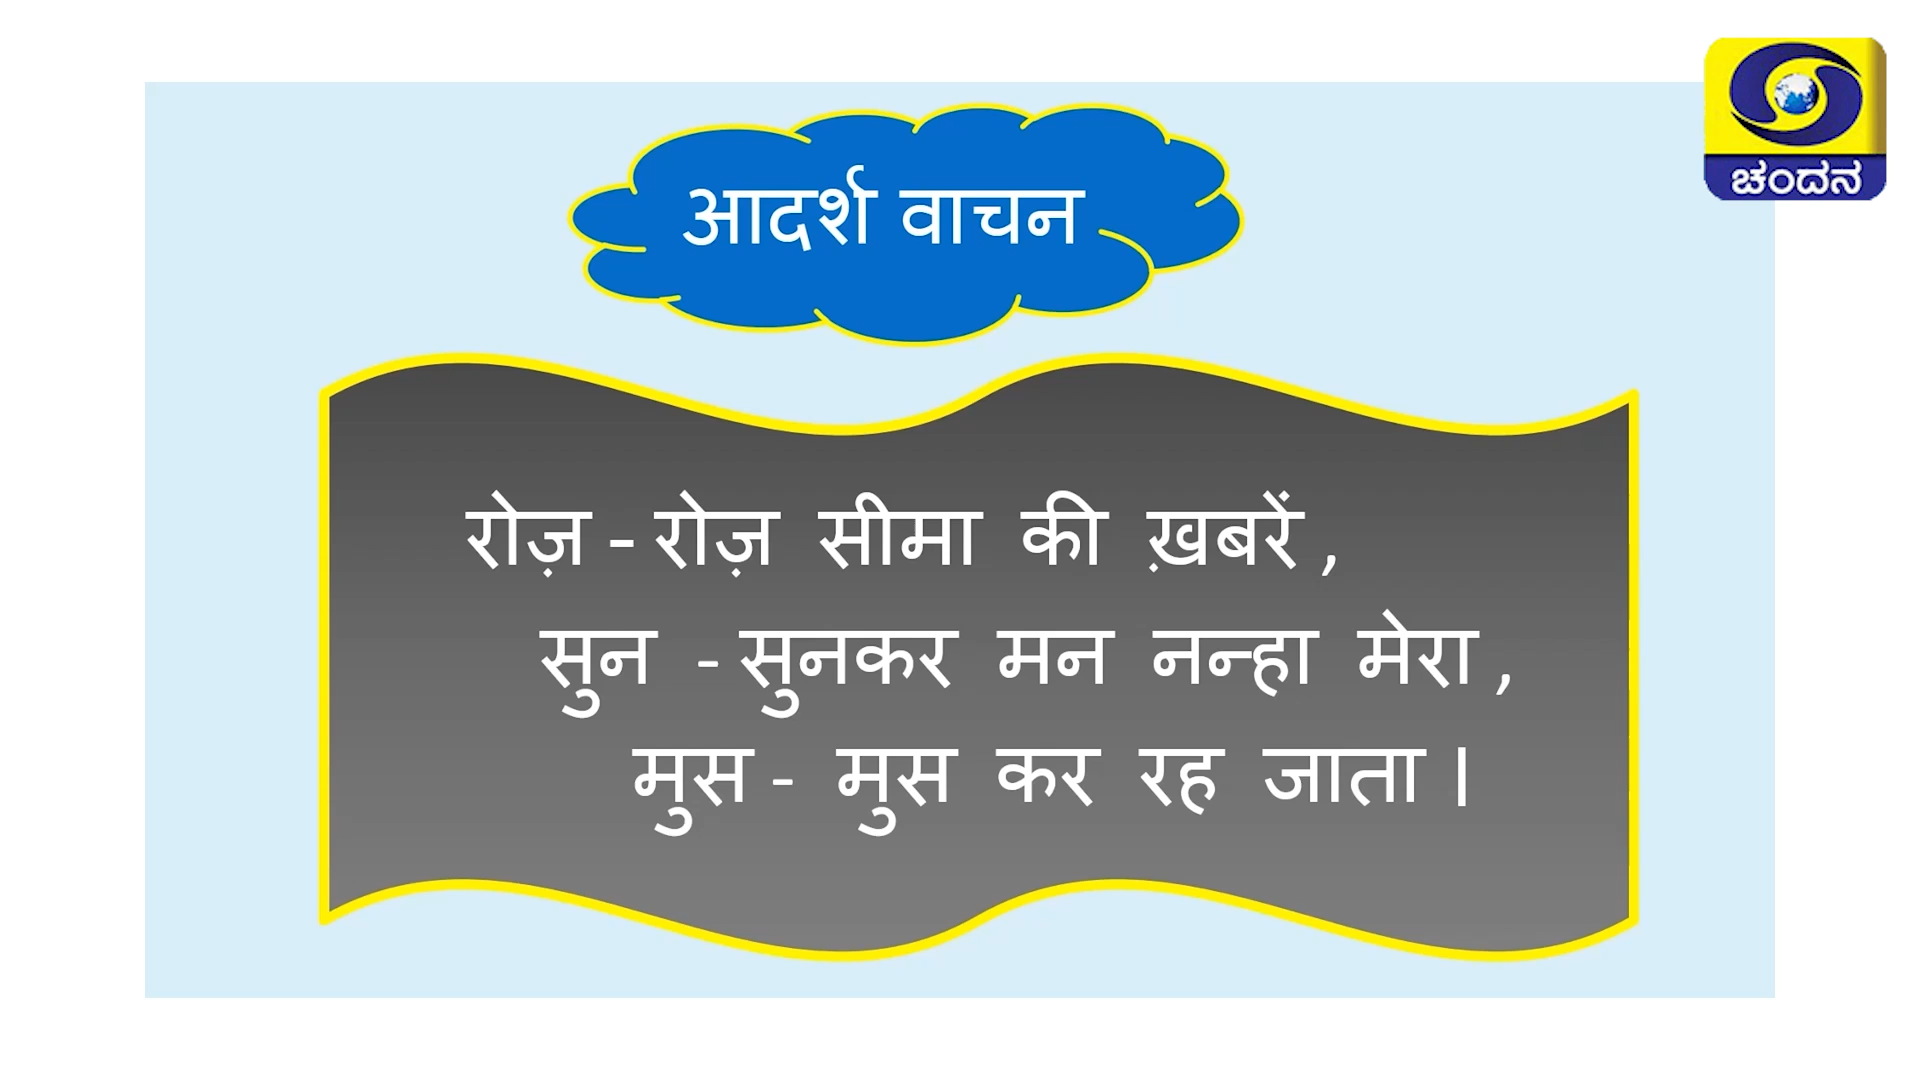 ಚಂದನ
आदर्श वाचन
रोज़ - रोज़ सीमा की ख़बरें ,
सुन - सुनकर मन नन्हा मेरा ,
मुस - मुस कर रह जाता ।